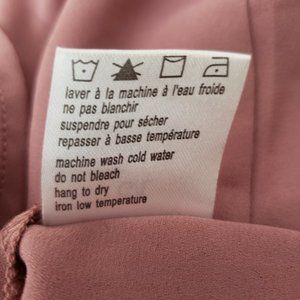 laver à la machine à l'eau froide
ne pas blanchir
suspendre pour sécher
repasser à basse température
machine wash cold water
do not bleach
hang to dry
iron low temperature